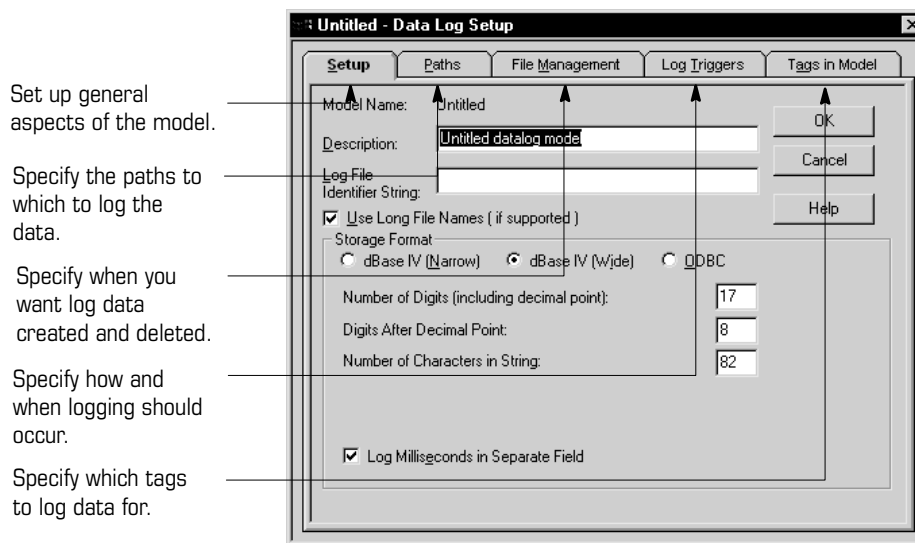 Untitled - Data Log Setup
Setup
Paths
File Management
Log Triggers
Tags in Model
Set up general
aspects of the model.
Specify the paths to
which to log the
data.
Specify when you
want log data
created and deleted.
Specify how and
when logging should
occur.
Specify which tags
to log data for.
Model Name: Untitled
Description: Untitled datalog model
Log File
Identifier String:
Use Long File Names ( if supported )
Storage Format
dBase IV (Narrow)
dBase IV (Wide)
ODBC
Number of Digits (including decimal point): 17
Digits After Decimal Point: 8
Number of Characters in String: 82
Log Milliseconds in Separate Field
OK
Cancel
Help